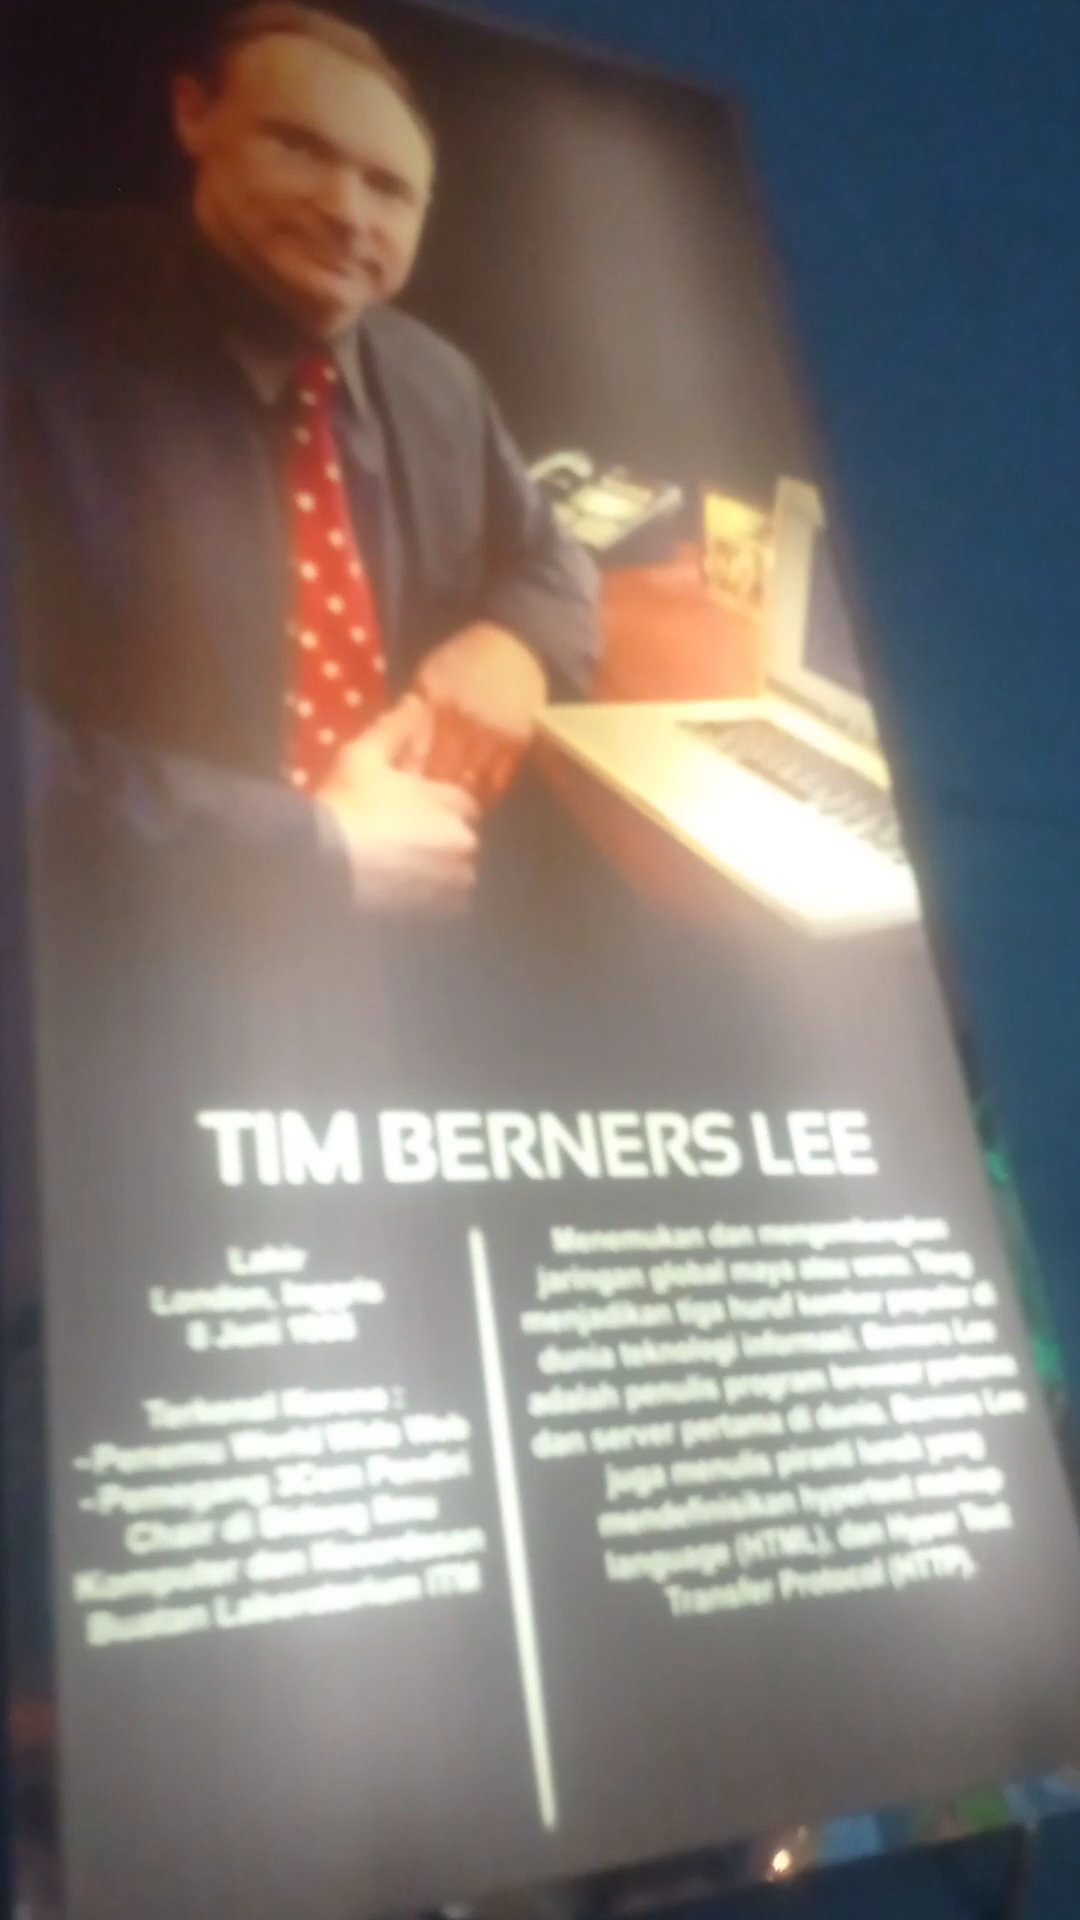 TIM BERNERS LEE
Lahir
London, Inggris
8 Juni
Terkenal Karena :
-Penemu World Wide Web
-Pemegang 3Com Pendiri
Chair di Bidang Ilmu
Komputer dan Kecerdasan
Buatan Laboratorium
Menemukan dan mengembangkan
jaringan global maya atau www. Yang
menjadikan tiga huruf kembar populer di
dunia teknologi informasi. Berners Lee
adalah penulis program browser pertama
dan server pertama di dunia. Berners Lee
juga menulis piranti lunak yang
mendefinisikan hypertext markup
language (HTML), dan Hyper Text
Transfer Protocol (HTTP).